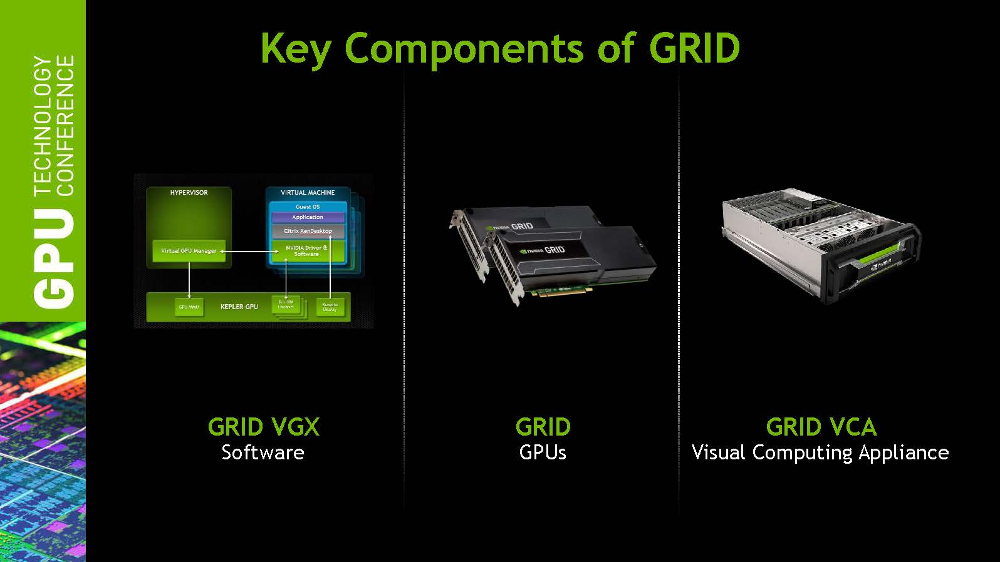 GPU TECHNOLOGY
CONFERENCE
Key Components of GRID
HYPERVISOR
Virtual GPU Manager
VIRTUAL MACHINE
Guest OS
Application
Citrix XenDesktop
NVIDIA Driver &
Software
GPU MMU
KEPLER GPU
Per VM
Channel
Remote
Display
NVIDIA GRID
NVIDIA GRID
NVIDIA
GRID VGX
Software
GRID
GPUs
GRID VCA
Visual Computing Appliance